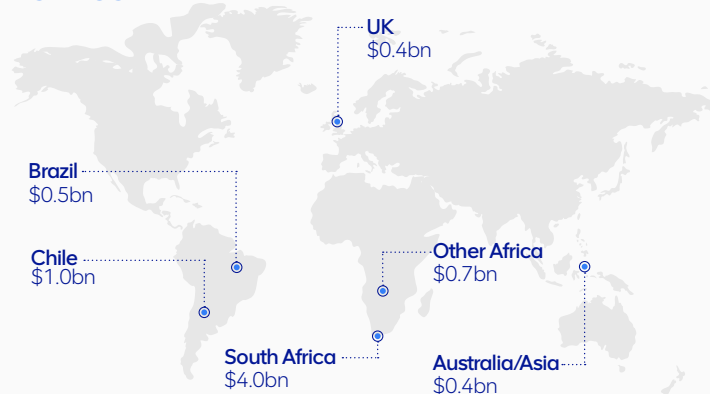 UK
$0.4bn
Brazil
$0.5bn
Chile
$1.0bn
Other Africa
$0.7bn
South Africa
$4.0bn
Australia/Asia
$0.4bn